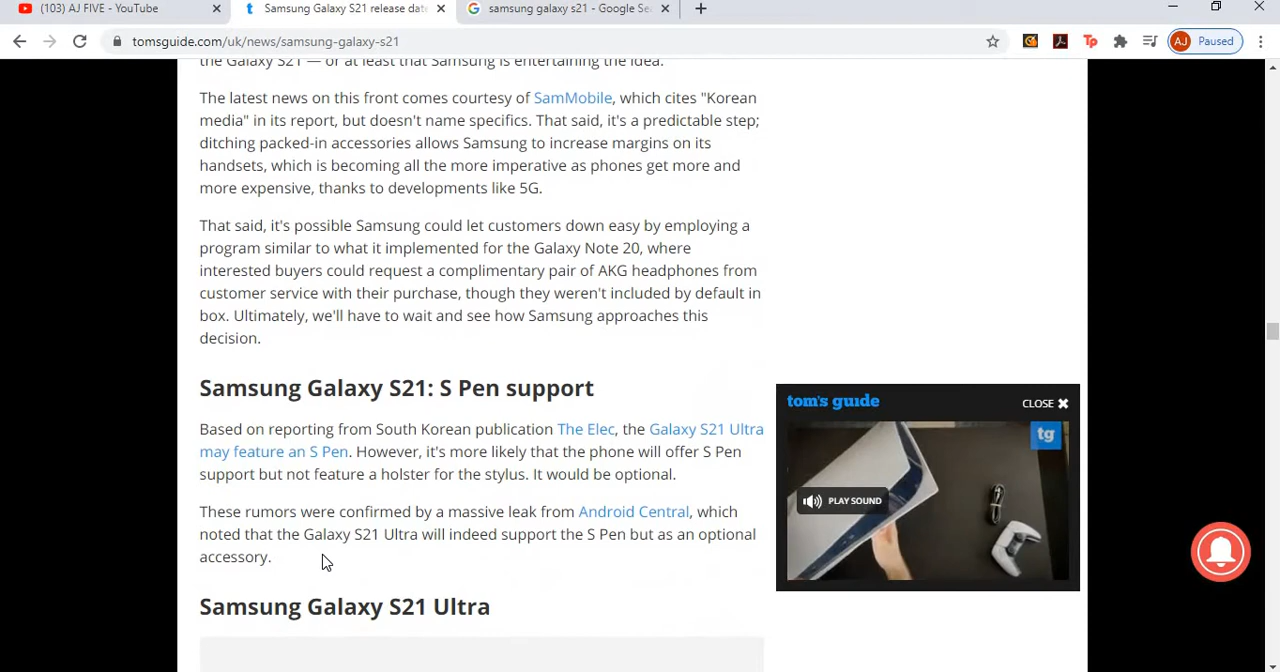 (103) AJ FIVE - YouTube
Samsung Galaxy S21 release date
samsung galaxy s21 - Google Se
tomsguide.com/uk/news/samsung-galaxy-s21
AJ Paused
the Galaxy S21 — or at least that Samsung is entertaining the idea.
The latest news on this front comes courtesy of SamMobile, which cites "Korean
media" in its report, but doesn't name specifics. That said, it's a predictable step;
ditching packed-in accessories allows Samsung to increase margins on its
handsets, which is becoming all the more imperative as phones get more and
more expensive, thanks to developments like 5G.
That said, it's possible Samsung could let customers down easy by employing a
program similar to what it implemented for the Galaxy Note 20, where
interested buyers could request a complimentary pair of AKG headphones from
customer service with their purchase, though they weren't included by default in
box. Ultimately, we'll have to wait and see how Samsung approaches this
decision.
Samsung Galaxy S21: S Pen support
Based on reporting from South Korean publication The Elec, the Galaxy S21 Ultra
may feature an S Pen. However, it's more likely that the phone will offer S Pen
support but not feature a holster for the stylus. It would be optional.
These rumors were confirmed by a massive leak from Android Central, which
noted that the Galaxy S21 Ultra will indeed support the S Pen but as an optional
accessory.
Samsung Galaxy S21 Ultra
tom's guide
CLOSE
tg
PLAY SOUND